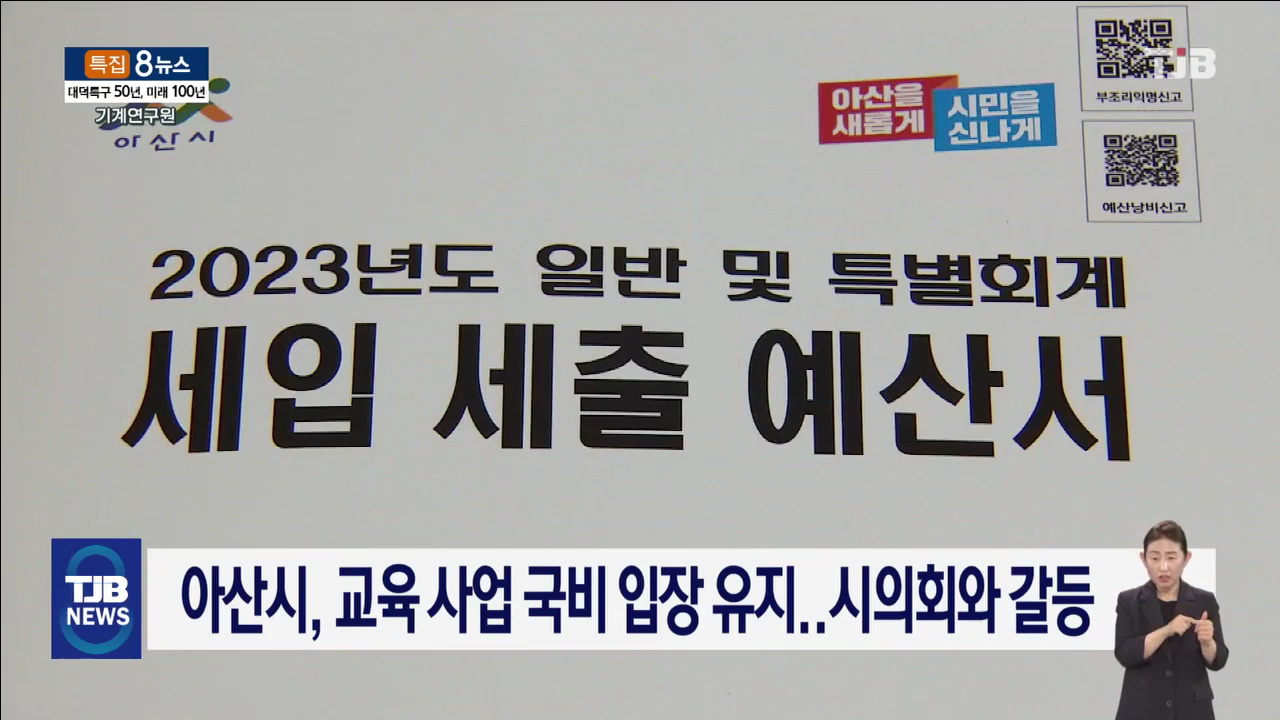 특집 8뉴스
대덕특구 50년, 미래 100년
기계연구원
아산시
아산을
새롭게
시민을
신나게
TJB
부조리익명신고
예산낭비신고
2023년도 일반 및 특별회계
세입 세출 예산서
TJB
NEWS
아산시, 교육 사업 국비 입장 유지..시의회와 갈등